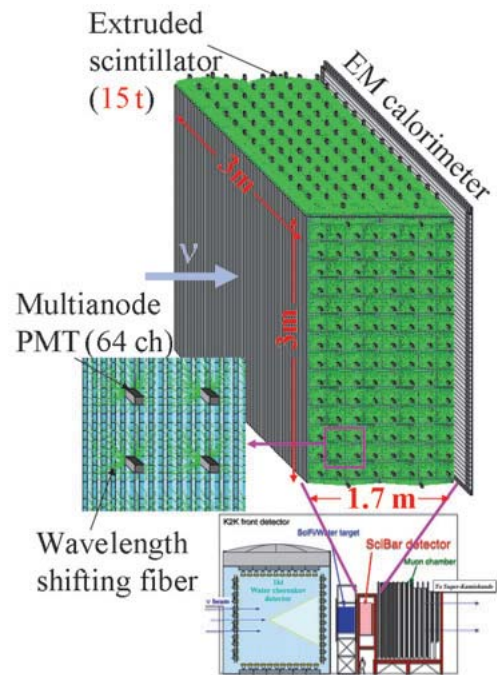 Extruded
scintillator
(15 t)
EM calorimeter
3m
ν
3m
Multianode
PMT (64 ch)
1.7 m
Wavelength
shifting fiber
K2K front detector
SciFi/Water target
SciBar detector
Muon chamber
1kt
Water cherenkov
detector
ν beam
To Super-Kamiokande